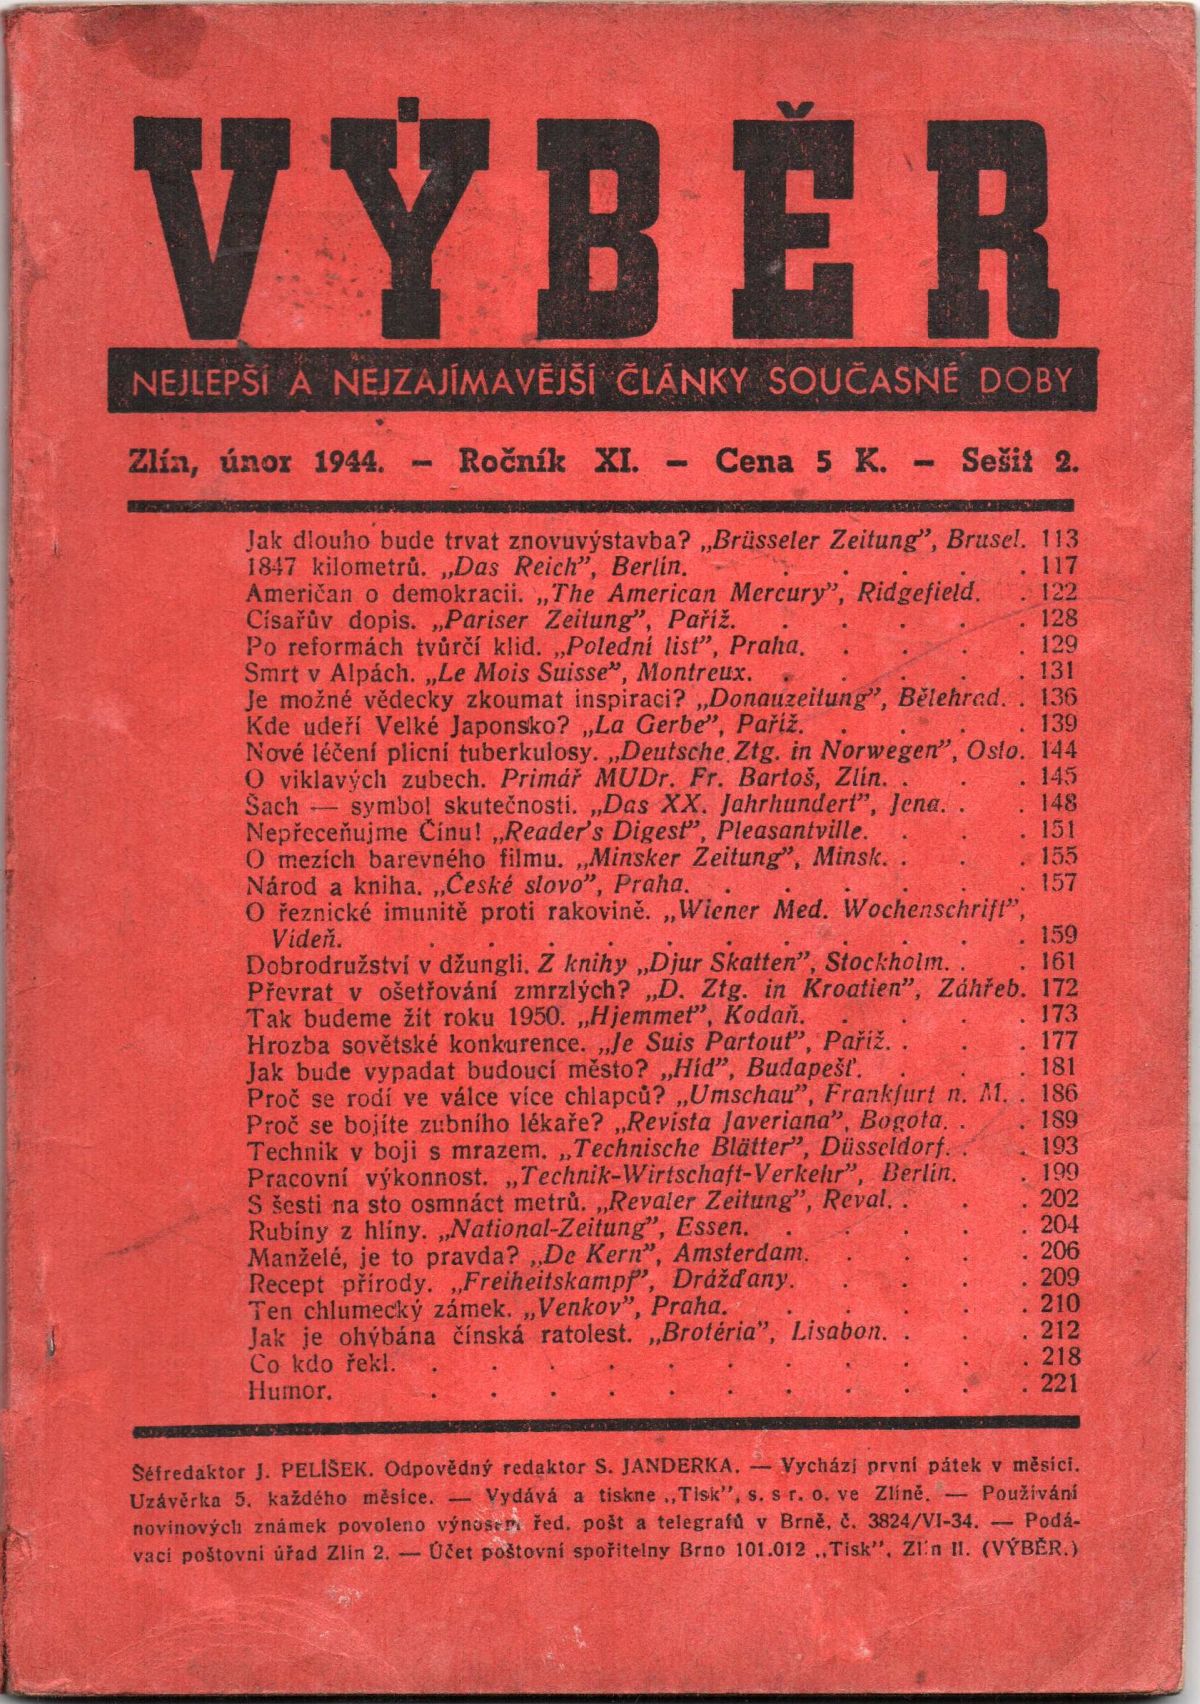 VÝBĚR
NEJLEPŠÍ A NEJZAJÍMAVĚJŠÍ ČLÁNKY SOUČASNÉ DOBY
Zlín, únor 1944. – Ročník XI. – Cena 5 K. – Sešit 2.
Jak dlouho bude trvat znovuvýstavba? „Brüsseler Zeitung”, Brusel. 113
1847 kilometrů. „Das Reich”, Berlín. . . . . . 117
Američan o demokracii. „The American Mercury”, Ridgefield. . 122
Císařův dopis. „Pariser Zeitung”, Paříž. . . . . . 128
Po reformách tvůrčí klid. „Polední list”, Praha. . . . . 129
Smrt v Alpách. „Le Mois Suisse”, Montreux. . . . . . 131
Je možné vědecky zkoumat inspiraci? „Donauzeitung”, Bělehrad. . 136
Kde udeří Velké Japonsko? „La Gerbe”, Paříž. . . . . 139
Nové léčení plicní tuberkulosy. „Deutsche Ztg. in Norwegen”, Oslo. 144
O viklavých zubech. Primář MUDr. Fr. Bartoš, Zlín. . . . 145
Šach — symbol skutečnosti. „Das XX. Jahrhundert”, Jena. . . 148
Nepřeceňujme Čínu! „Reader's Digest”, Pleasantville. . . . 151
O mezích barevného filmu. „Minsker Zeitung”, Minsk. . . . 155
Národ a kniha. „České slovo”, Praha. . . . . . . 157
O řeznické imunitě proti rakovině. „Wiener Med. Wochenschrift”,
Vídeň. . . . . . . . . . . . 159
Dobrodružství v džungli. Z knihy „Djur Skatten”, Stockholm. . . 161
Převrat v ošetřování zmrzlých? „D. Ztg. in Kroatien”, Záhřeb. 172
Tak budeme žít roku 1950. „Hjemmet”, Kodaň. . . . . 173
Hrozba sovětské konkurence. „Je Suis Partout”, Paříž. . . . 177
Jak bude vypadat budoucí město? „Híd”, Budapešť. . . . 181
Proč se rodí ve válce více chlapců? „Umschau”, Frankfurt n. M. . 186
Proč se bojíte zubního lékaře? „Revista Javeriana”, Bogota. . . 189
Technik v boji s mrazem. „Technische Blätter”, Düsseldorf. . . 193
Pracovní výkonnost. „Technik-Wirtschaft-Verkehr”, Berlín. . 199
S šesti na sto osmnáct metrů. „Revaler Zeitung”, Reval. . . . 202
Rubíny z hlíny. „National-Zeitung”, Essen. . . . . . 204
Manželé, je to pravda? „De Kern”, Amsterdam. . . . . 206
Recept přírody. „Freiheitskampf”, Drážďany. . . . . 209
Ten chlumecký zámek. „Venkov”, Praha. . . . . . 210
Jak je ohýbána čínská ratolest. „Brotéria”, Lisabon. . . . 212
Co kdo řekl. . . . . . . . . . . . 218
Humor. . . . . . . . . . . . 221
Šéfredaktor J. PELÍŠEK. Odpovědný redaktor S. JANDERKA. — Vychází první pátek v měsíci.
Uzávěrka 5. každého měsíce. — Vydává a tiskne „Tisk”, s. s r. o. ve Zlíně. — Používání
novinových známek povoleno výnosem řed. pošt a telegrafů v Brně, č. 3824/VI-34. — Podá-
vací poštovní úřad Zlín 2. — Účet poštovní spořitelny Brno 101.012 „Tisk”, Zlín II. (VÝBĚR.)